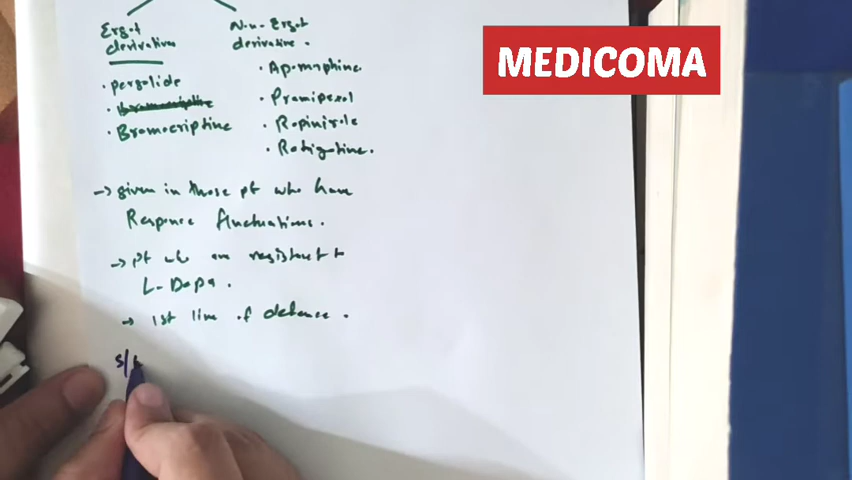 MEDICOMA
Ergot
derivatives
Non-Ergot
derivative.
· pergolide
·
· Bromocriptine
· Apomorphine
· Pramipexol
· Ropinirole
· Rotigotine.
→ given in those pt who have
Response fluctuations.
→ pt who are resistant to
L-Dopa.
→ 1st line of defence.
S/